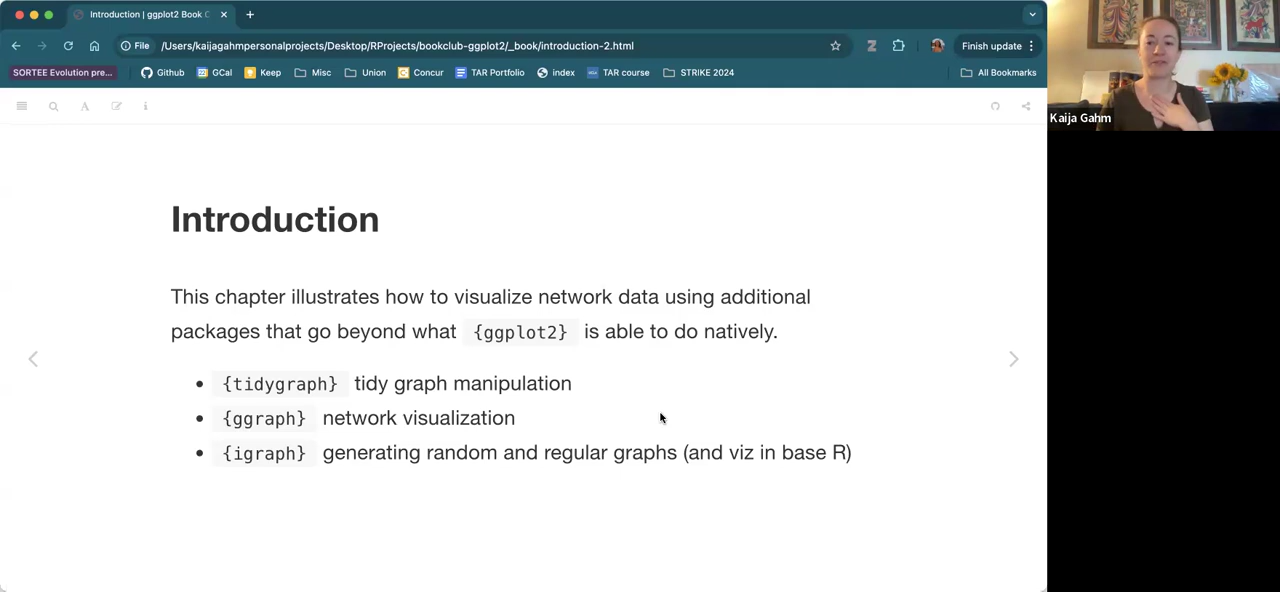 Introduction | ggplot2 Book C
File /Users/kaijagahmpersonalprojects/Desktop/RProjects/bookclub-ggplot2/_book/introduction-2.html Finish update
SORTEE Evolution pre... Github GCal Keep Misc Union Concur TAR Portfolio index TAR course STRIKE 2024 All Bookmarks
Kaija Gahm
Introduction
This chapter illustrates how to visualize network data using additional
packages that go beyond what {ggplot2} is able to do natively.
• {tidygraph} tidy graph manipulation
• {ggraph} network visualization
• {igraph} generating random and regular graphs (and viz in base R)